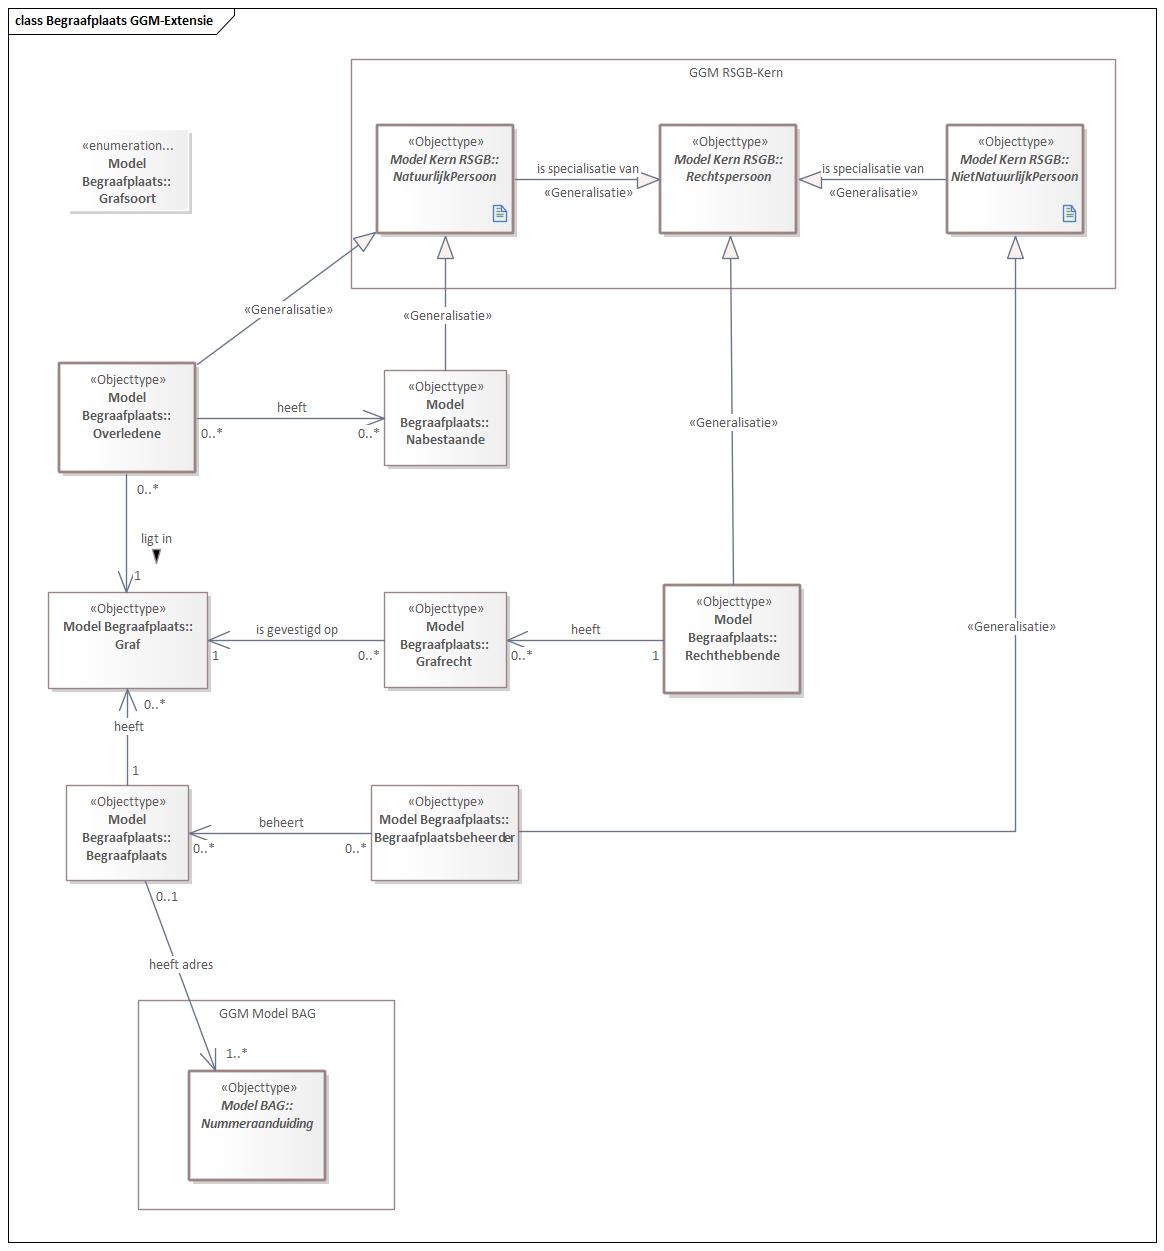 class Begraafplaats GGM-Extensie
GGM RSGB-Kern
«enumeration...
Model
Begraafplaats::
Grafsoort
«Objecttype»
Model Kern RSGB::
NatuurlijkPersoon
is specialisatie van
«Generalisatie»
«Objecttype»
Model Kern RSGB::
Rechtspersoon
is specialisatie van
«Generalisatie»
«Objecttype»
Model Kern RSGB::
NietNatuurlijkPersoon
«Generalisatie»
«Generalisatie»
«Objecttype»
Model
Begraafplaats::
Overledene
heeft
0..*
0..*
«Objecttype»
Model
Begraafplaats::
Nabestaande
«Generalisatie»
0..*
ligt in
1
«Objecttype»
Model Begraafplaats::
Graf
is gevestigd op
1
0..*
«Objecttype»
Model
Begraafplaats::
Grafrecht
heeft
0..*
1
«Objecttype»
Model
Begraafplaats::
Rechthebbende
«Generalisatie»
0..*
heeft
1
«Objecttype»
Model
Begraafplaats::
Begraafplaats
beheert
0..*
0..*
«Objecttype»
Model Begraafplaats::
Begraafplaatsbeheerder
0..1
heeft adres
GGM Model BAG
1..*
«Objecttype»
Model BAG::
Nummeraanduiding